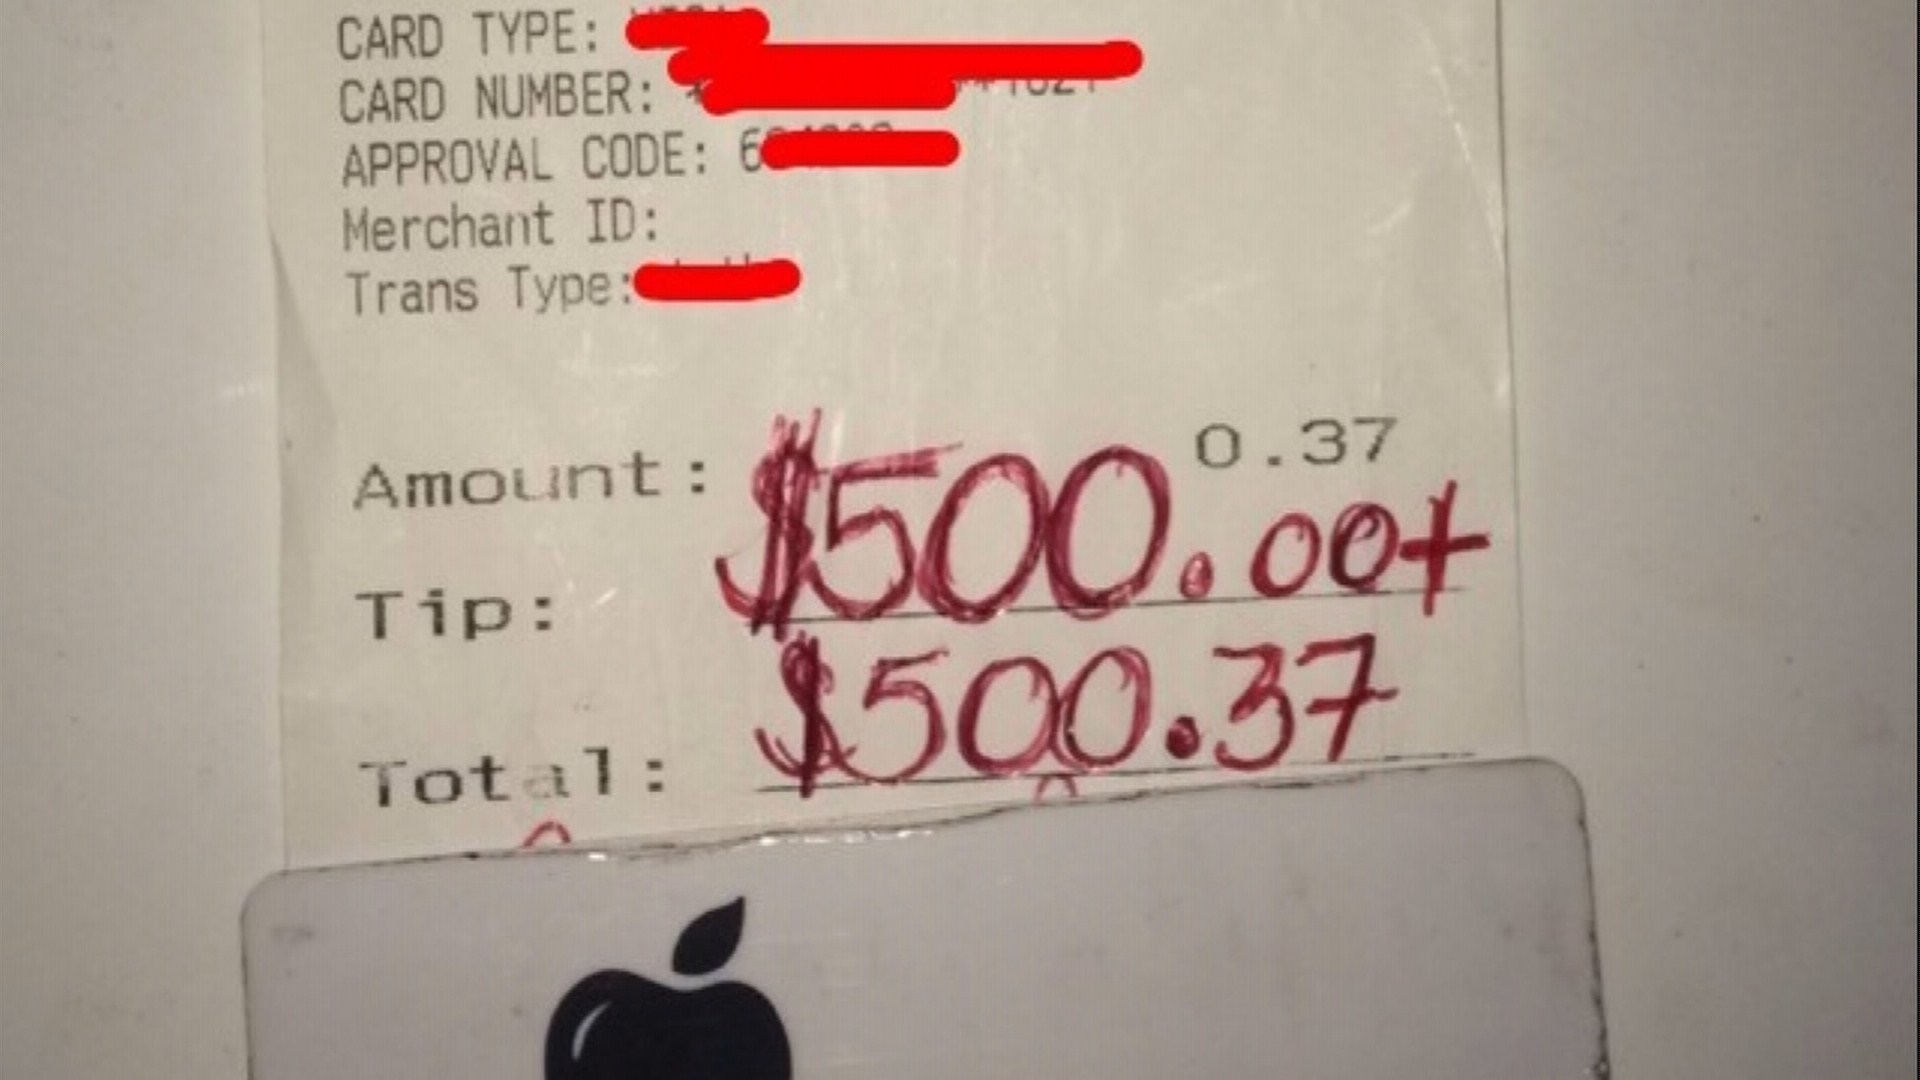 CARD TYPE:
CARD NUMBER:
APPROVAL CODE: 6
Merchant ID:
Trans Type:
Amount: 0.37
Tip: $500.00+
Total: $500.37